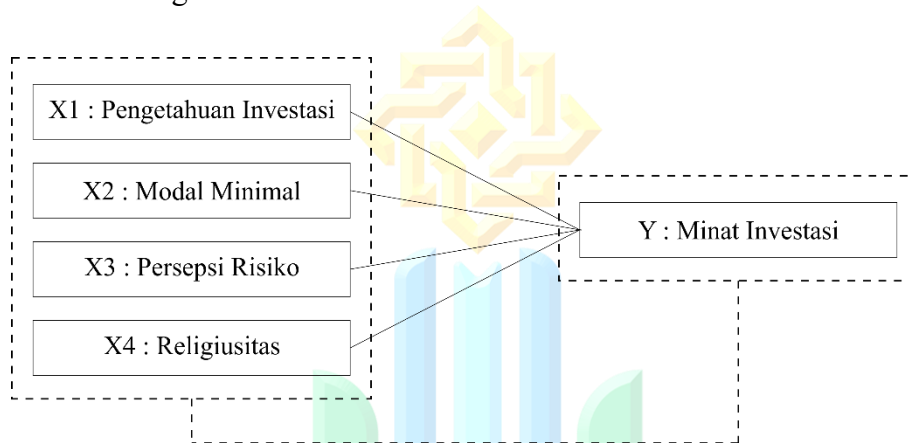 X1 : Pengetahuan Investasi
X2 : Modal Minimal
X3 : Persepsi Risiko
X4 : Religiusitas
Y : Minat Investasi